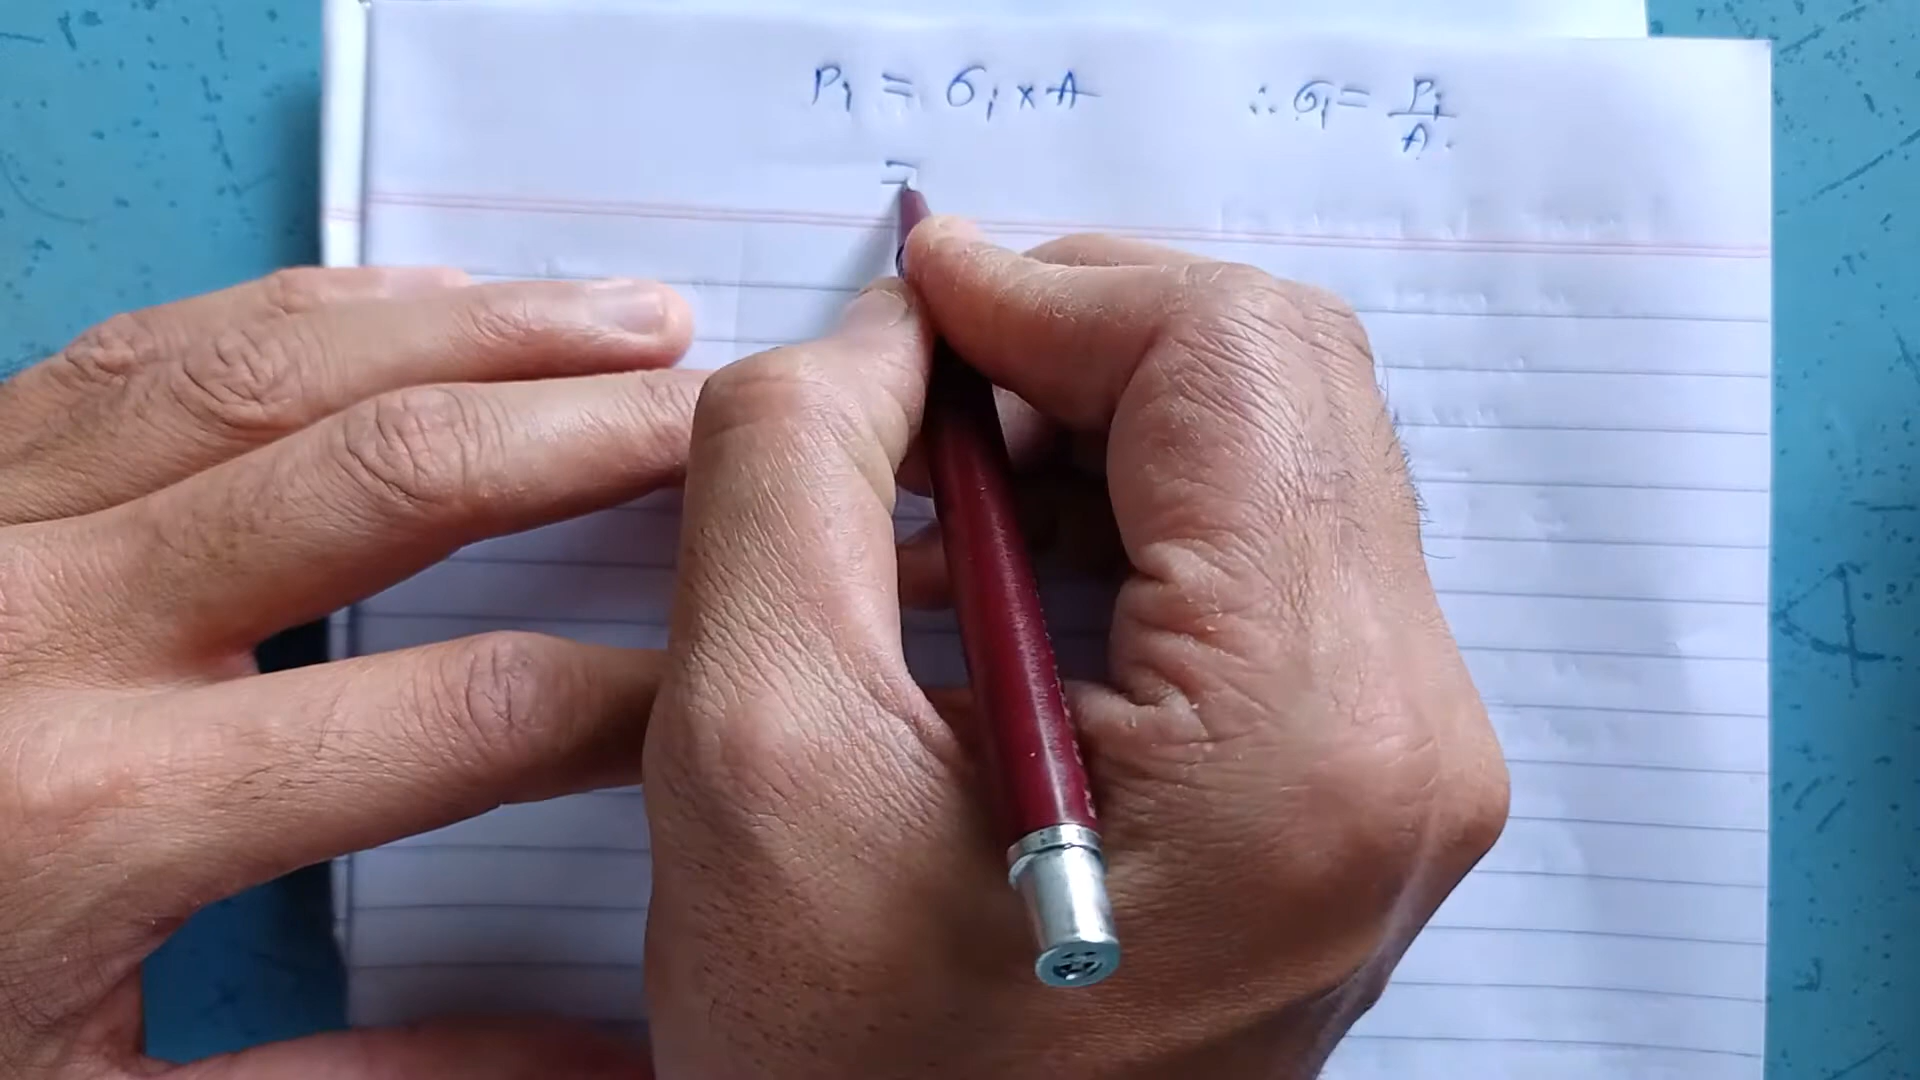 P₁ = σ₁ × A ∴ σ₁ = P₁/A.
=